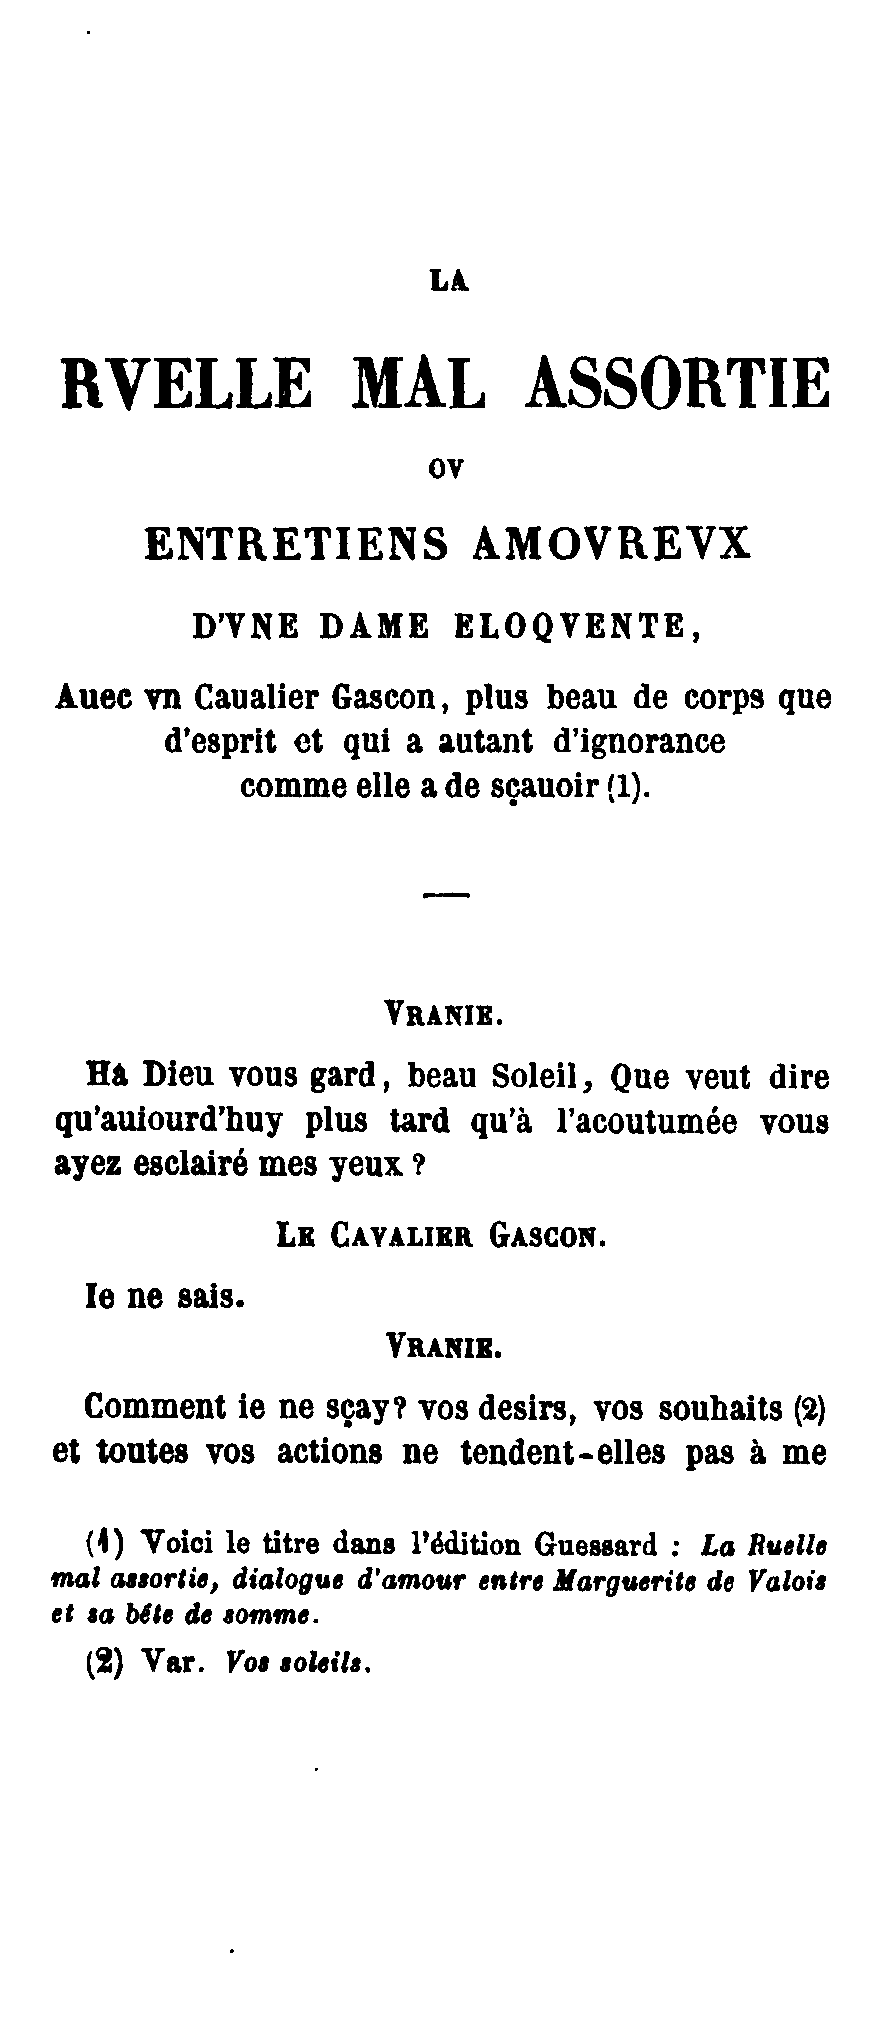 LA
RVELLE MAL ASSORTIE
OV
ENTRETIENS AMOVREVX
D'VNE DAME ELOQVENTE,
Auec vn Caualier Gascon, plus beau de corps que
d'esprit et qui a autant d'ignorance
comme elle a de sçauoir (1).
VRANIE.
HA Dieu vous gard, beau Soleil, Que veut dire
qu'auiourd'huy plus tard qu'à l'acoutumée vous
ayez esclairé mes yeux ?
LE CAVALIER GASCON.
Ie ne sais.
VRANIE.
Comment ie ne sçay? vos desirs, vos souhaits (2)
et toutes vos actions ne tendent-elles pas à me
(1) Voici le titre dans l'édition Guessard : La Ruelle
mal assortie, dialogue d'amour entre Marguerite de Valois
et sa bête de somme.
(2) Var. Vos soleils.